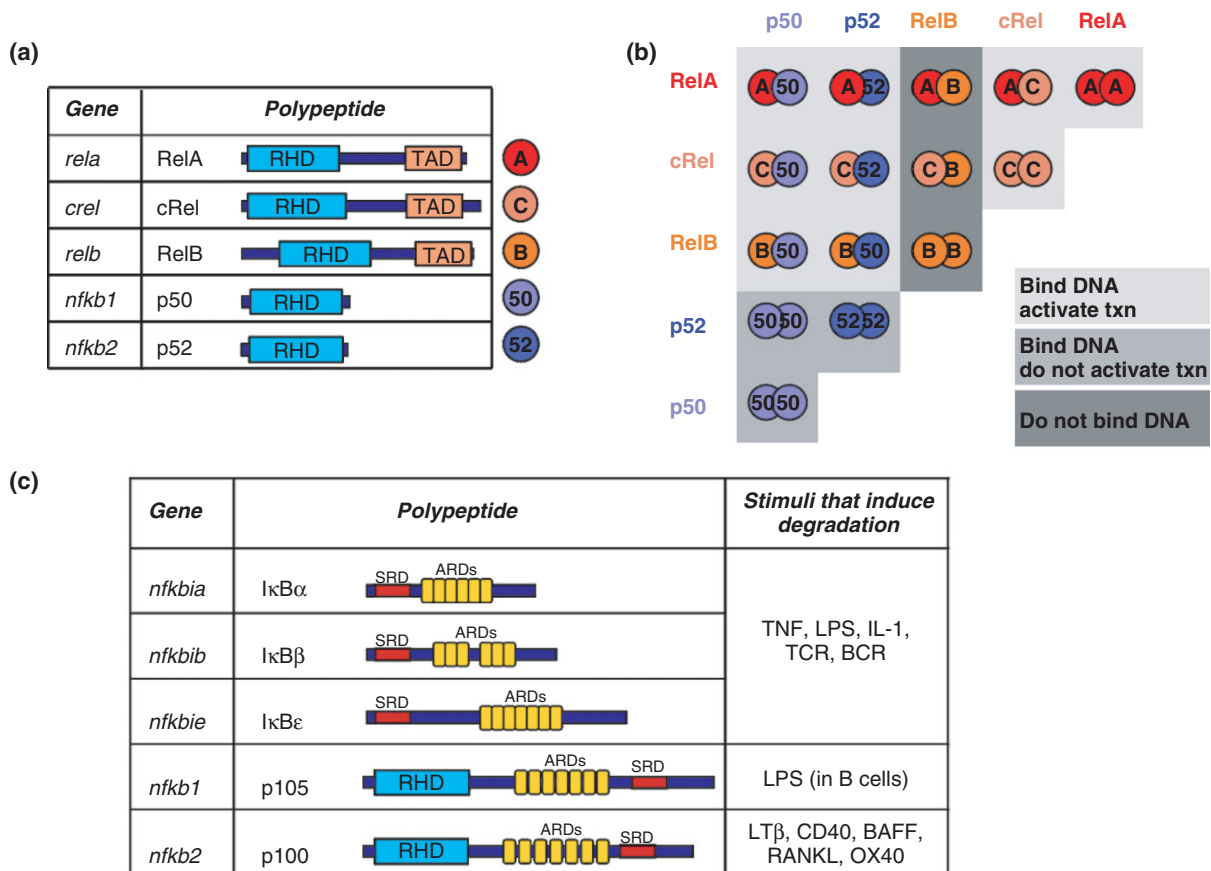 (a)
Gene Polypeptide
rela RelA RHD TAD A
crel cRel RHD TAD C
relb RelB RHD TAD B
nfkb1 p50 RHD 50
nfkb2 p52 RHD 52
(b)
p50 p52 RelB cRel RelA
RelA A 50 A 52 A B A C A A
cRel C 50 C 52 C B C C
RelB B 50 B 50 B B
p52 50 50 52 52
p50 50 50
Bind DNA
activate txn
Bind DNA
do not activate txn
Do not bind DNA
(c)
Gene Polypeptide Stimuli that induce
degradation
nfkbia IκBα SRD ARDs
nfkbib IκBβ SRD ARDs
nfkbie IκBε SRD ARDs
TNF, LPS, IL-1,
TCR, BCR
nfkb1 p105 RHD ARDs SRD LPS (in B cells)
nfkb2 p100 RHD ARDs SRD LTβ, CD40, BAFF,
RANKL, OX40